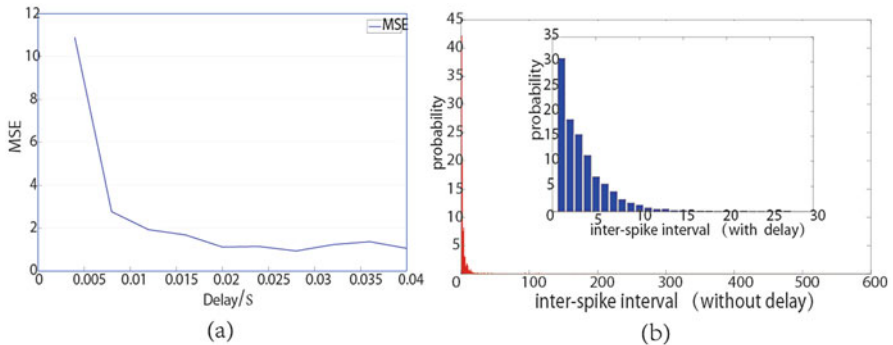 12
10
8
6
4
2
0
MSE
MSE
0 0.005 0.01 0.015 0.02 0.025 0.03 0.035 0.04
Delay/S
(a)
45
40
35
30
25
20
15
10
5
probability
0 100 200 300 400 500 600
inter-spike interval (without delay)
35
30
25
20
15
10
5
0
probability
5 10 15 20 25 30
inter-spike interval (with delay)
(b)